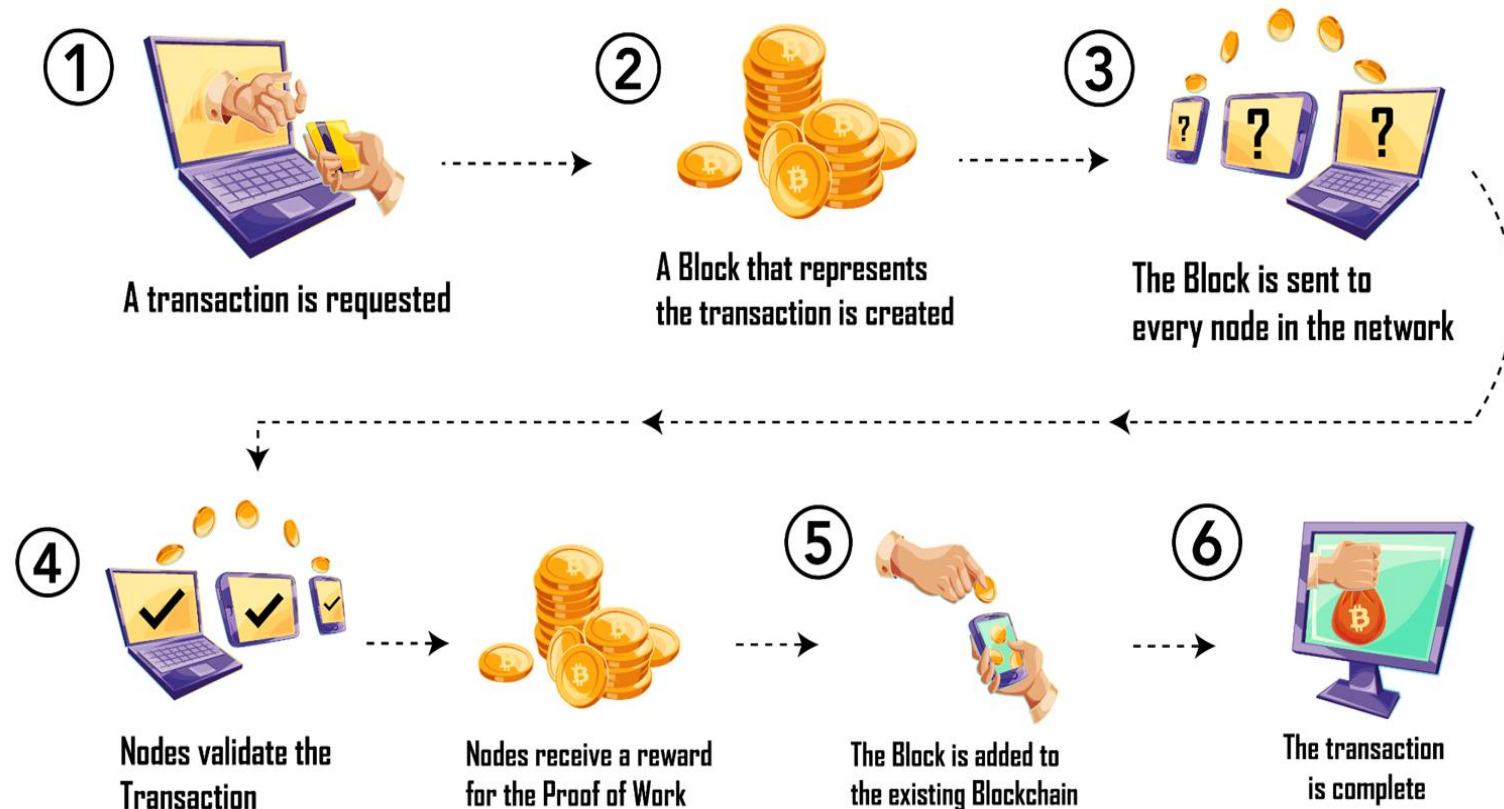 1
A transaction is requested
2
A Block that represents
the transaction is created
3
? ? ?
The Block is sent to
every node in the network
4
Nodes validate the
Transaction
Nodes receive a reward
for the Proof of Work
5
The Block is added to
the existing Blockchain
6
The transaction
is complete